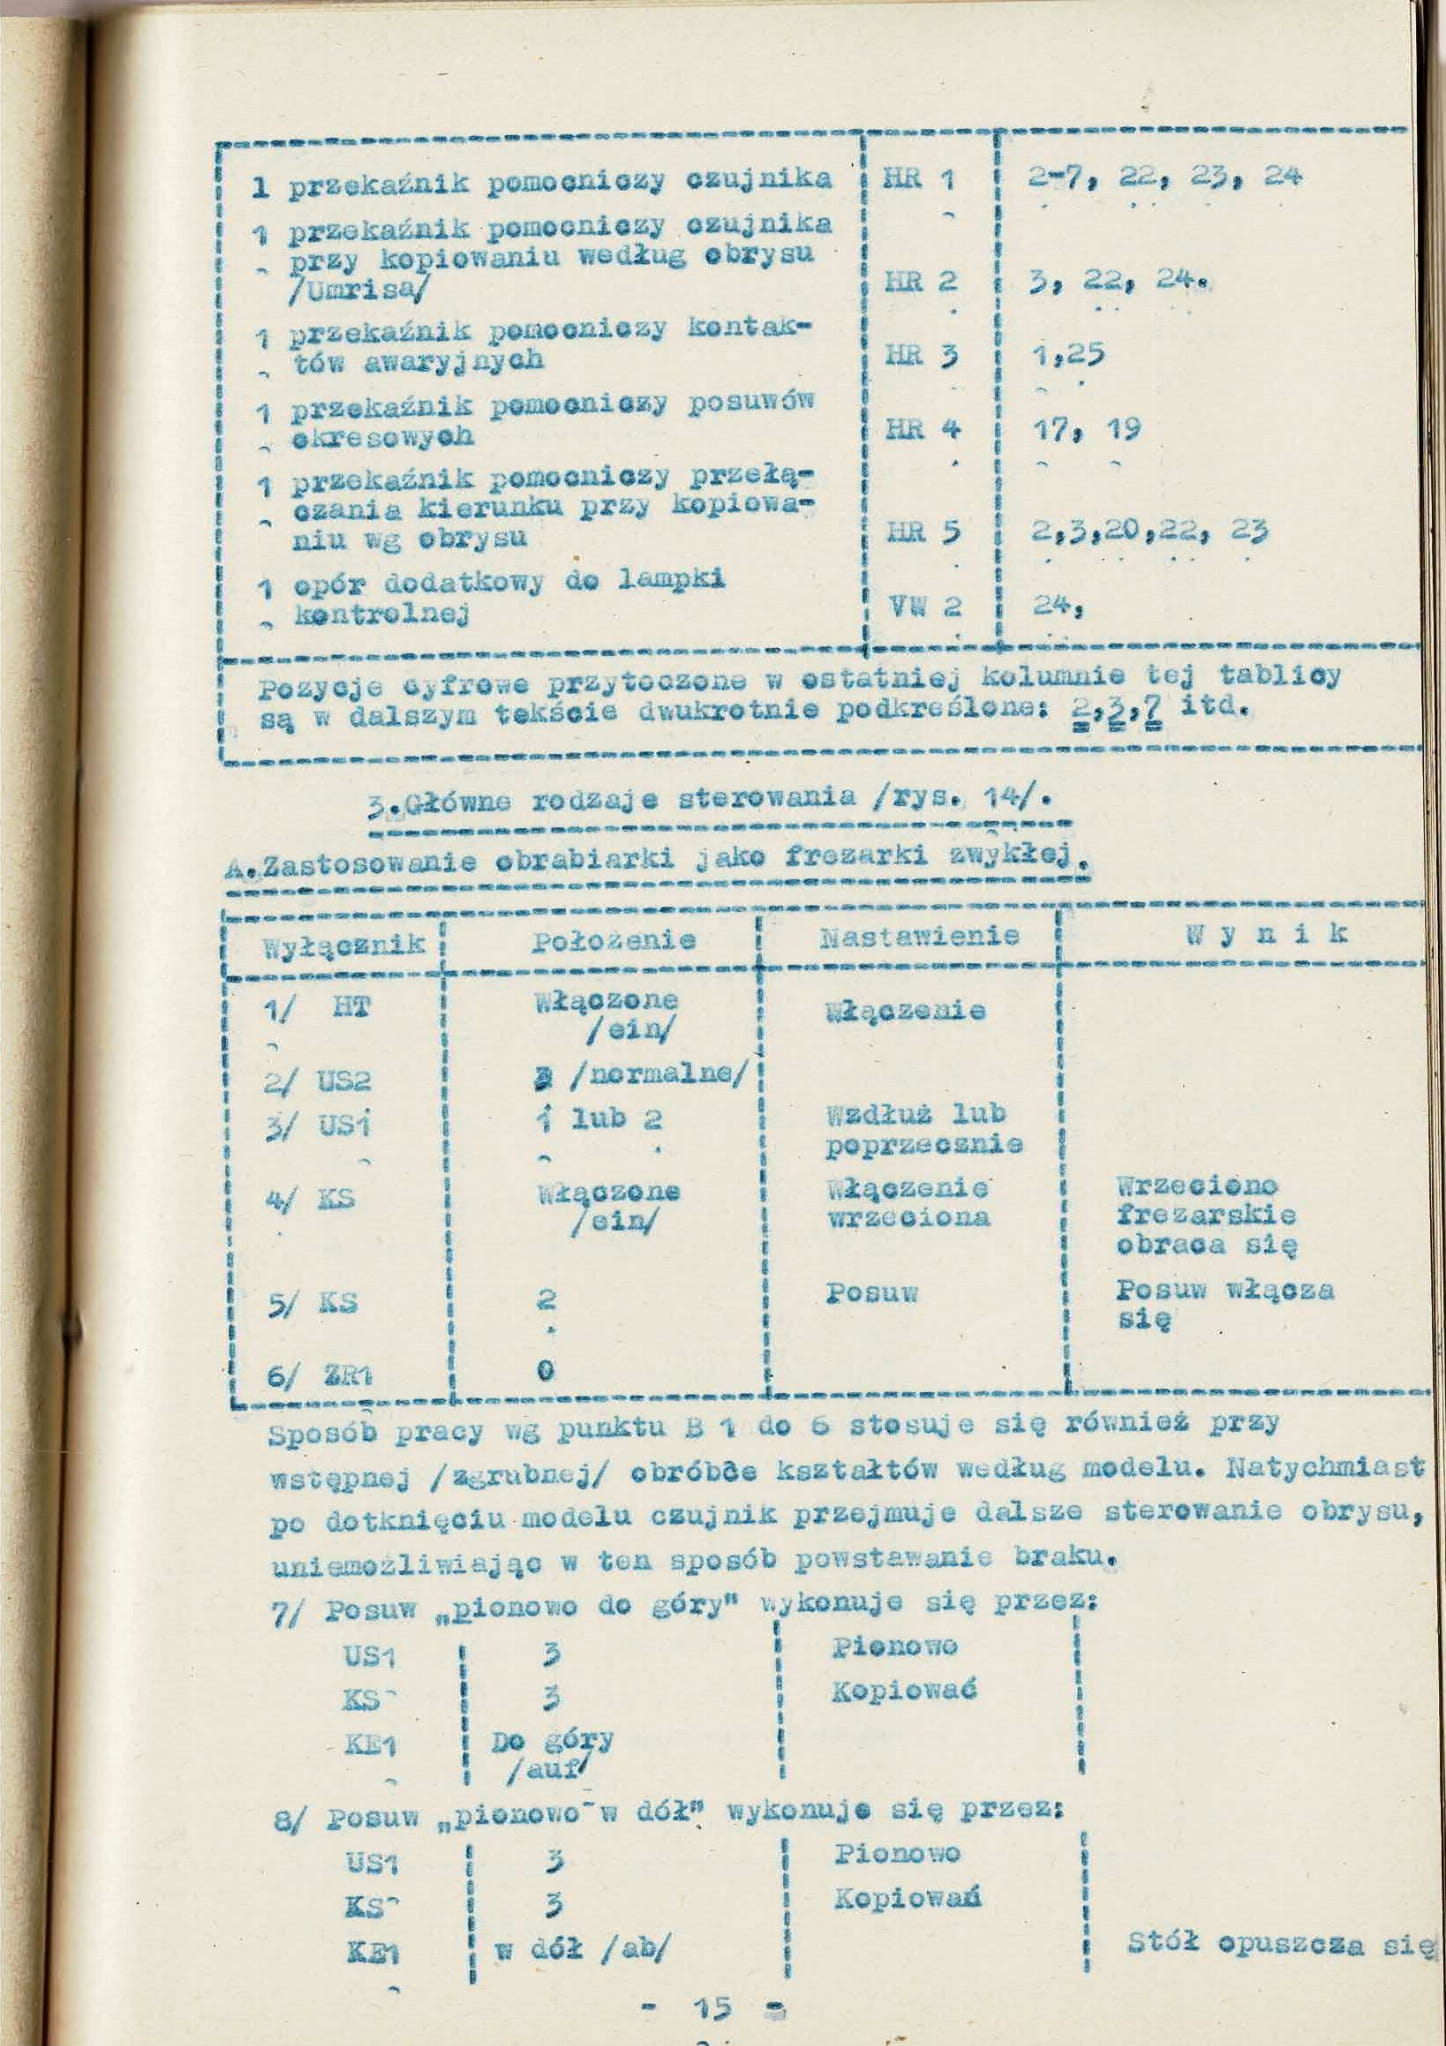 1 przekaźnik pomocniczy czujnika HR 1 2-7, 22, 23, 24
1 przekaźnik pomocniczy czujnika
przy kopiowaniu według obrysu
/Umrisa/ HR 2 3, 22, 24.
1 przekaźnik pomocniczy kontak-
tów awaryjnych HR 3 1,25
1 przekaźnik pomocniczy posuwów
okresowych HR 4 17, 19
1 przekaźnik pomocniczy przełą-
czania kierunku przy kopiowa-
niu wg obrysu HR 5 2,3,20,22, 23
1 opór dodatkowy do lampki
kontrolnej VW 2 24,
Pozycje cyfrowe przytoczone w ostatniej kolumnie tej tablicy
są w dalszym tekście dwukrotnie podkreślone: 2,3,7 itd.
3.Główne rodzaje sterowania /rys. 14/.
A.Zastosowanie obrabiarki jako frezarki zwykłej.
Wyłącznik Położenie Nastawienie W y n i k
1/ HT Włączone Włączenie
/ein/
2/ US2 3 /normalne/
3/ US1 1 lub 2 Wzdłuż lub
poprzecznie
4/ KS Włączone Włączenie Wrzeciono
/ein/ wrzeciona frezarskie
obraca się
5/ KS 2 Posuw Posuw włącza
się
6/ ZR1 0
Sposób pracy wg punktu B 1 do 6 stosuje się również przy
wstępnej /zgrubnej/ obróbce kształtów według modelu. Natychmiast
po dotknięciu modelu czujnik przejmuje dalsze sterowanie obrysu,
uniemożliwiając w ten sposób powstawanie braku.
7/ Posuw „pionowo do góry" wykonuje się przez:
US1 3 Pionowo
KS 3 Kopiować
KE1 Do góry
/auf/
8/ Posuw „pionowo w dół" wykonuje się przez:
US1 3 Pionowo
KS 3 Kopiowań
KE1 w dół /ab/ Stół opuszcza się
- 15 -